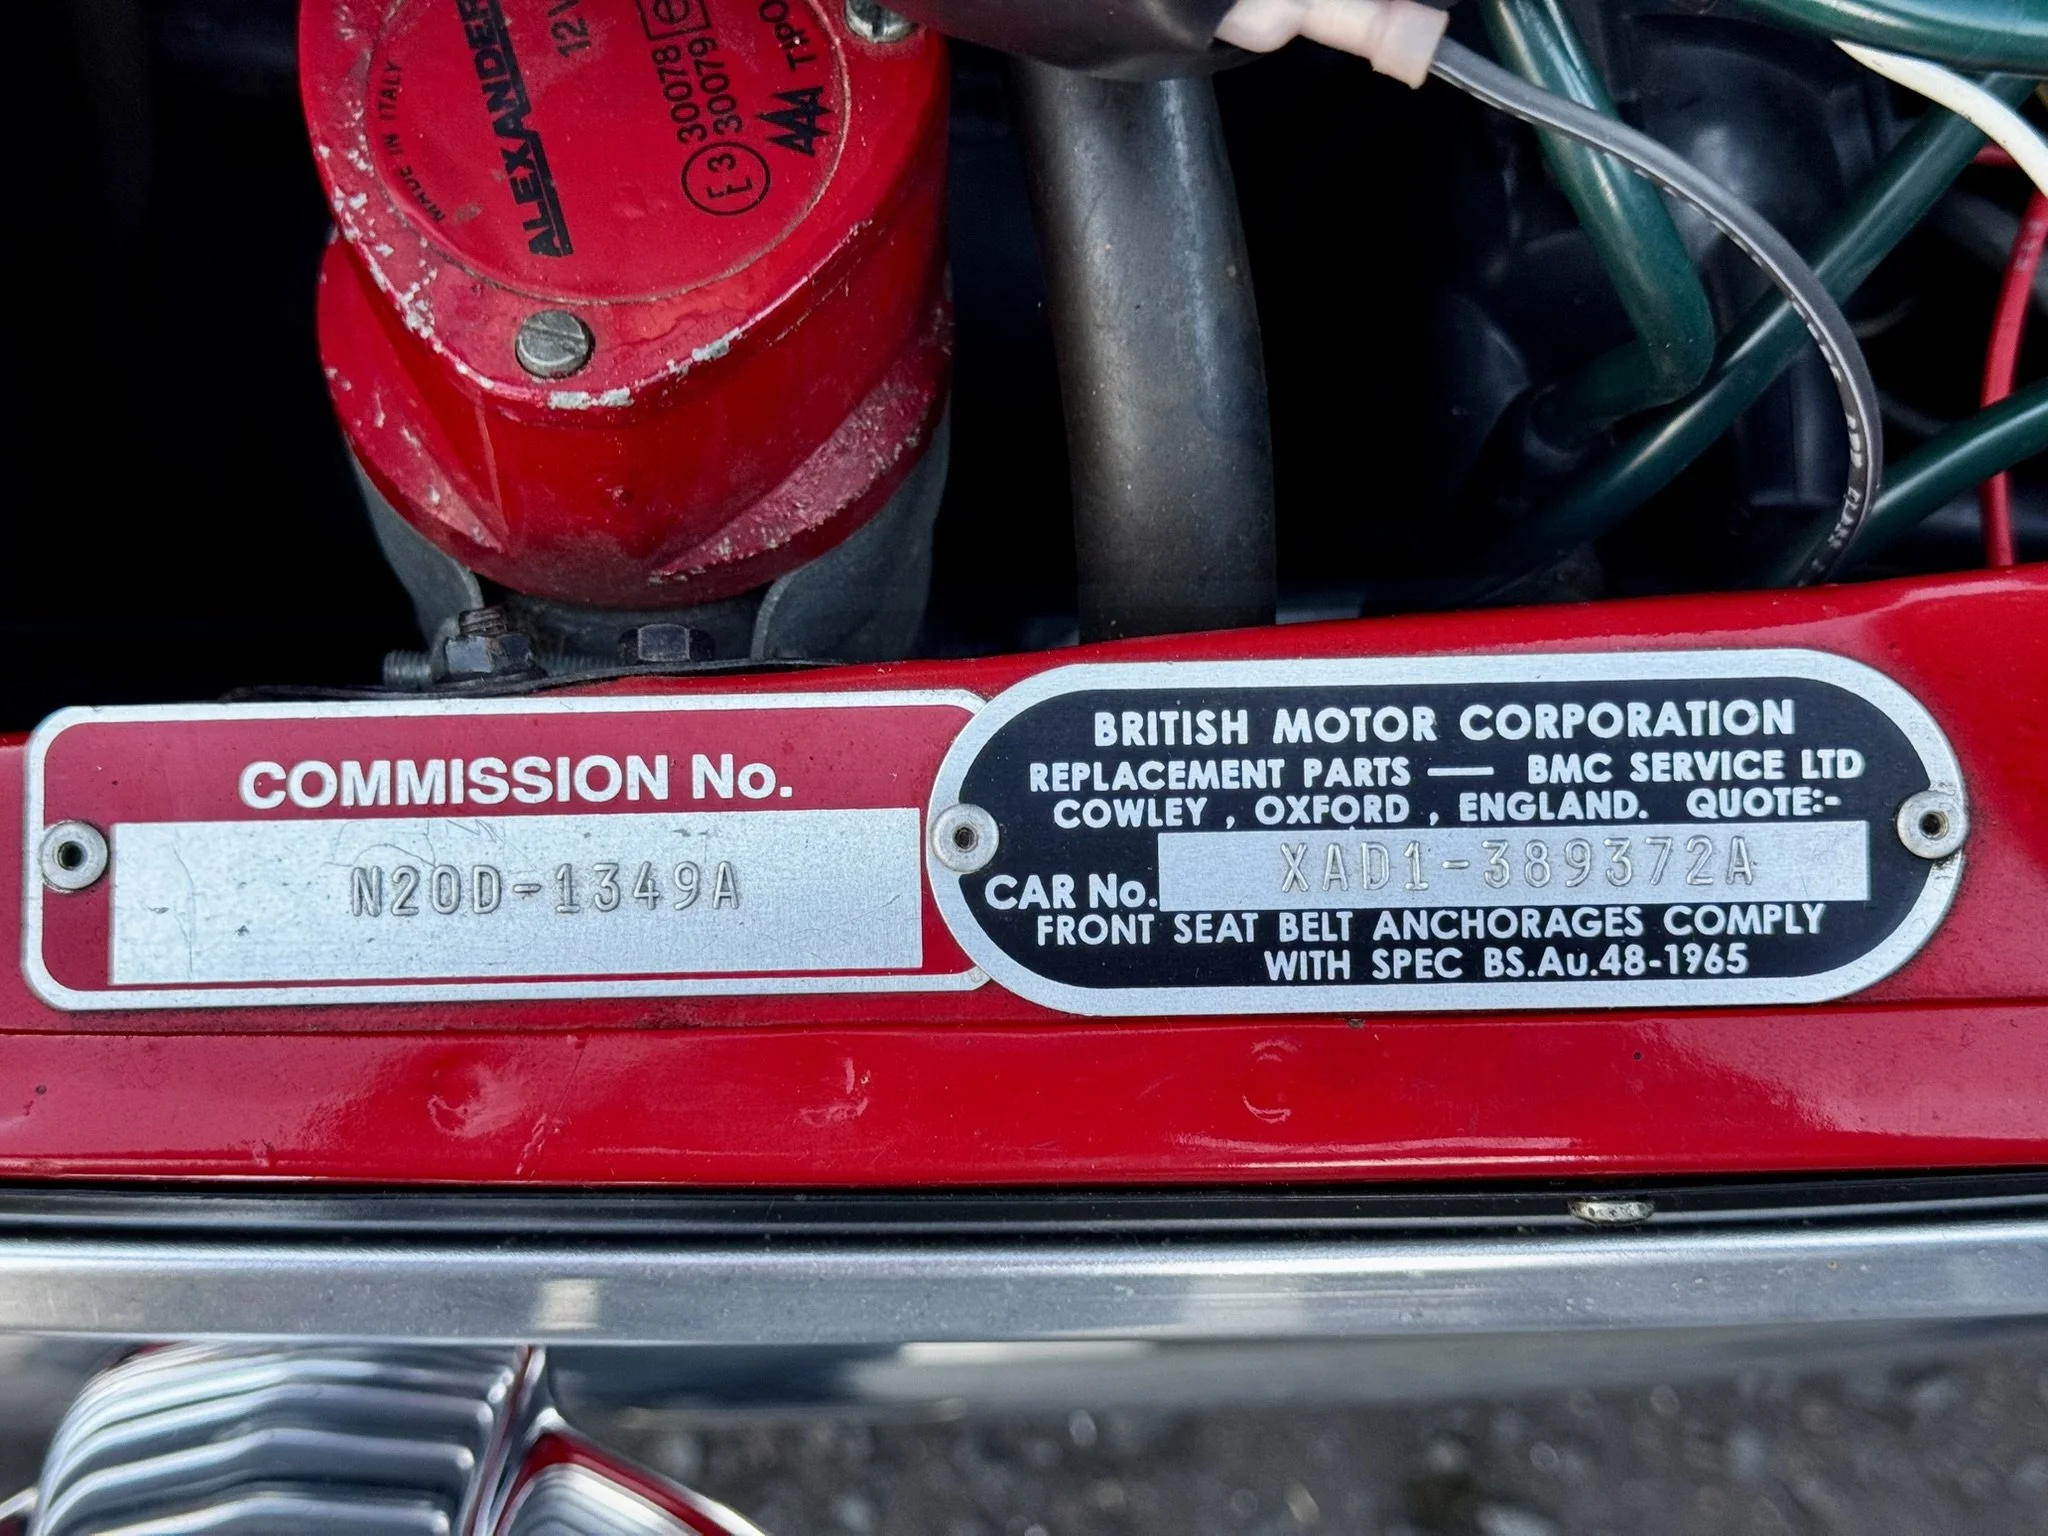 MADE IN ITALY
ALEXANDER
12V
30078 e
E3 30079
TIPO
COMMISSION No.
N20D-1349A
BRITISH MOTOR CORPORATION
REPLACEMENT PARTS — BMC SERVICE LTD
COWLEY , OXFORD , ENGLAND. QUOTE:-
CAR No. XAD1-389372A
FRONT SEAT BELT ANCHORAGES COMPLY
WITH SPEC BS.Au.48-1965